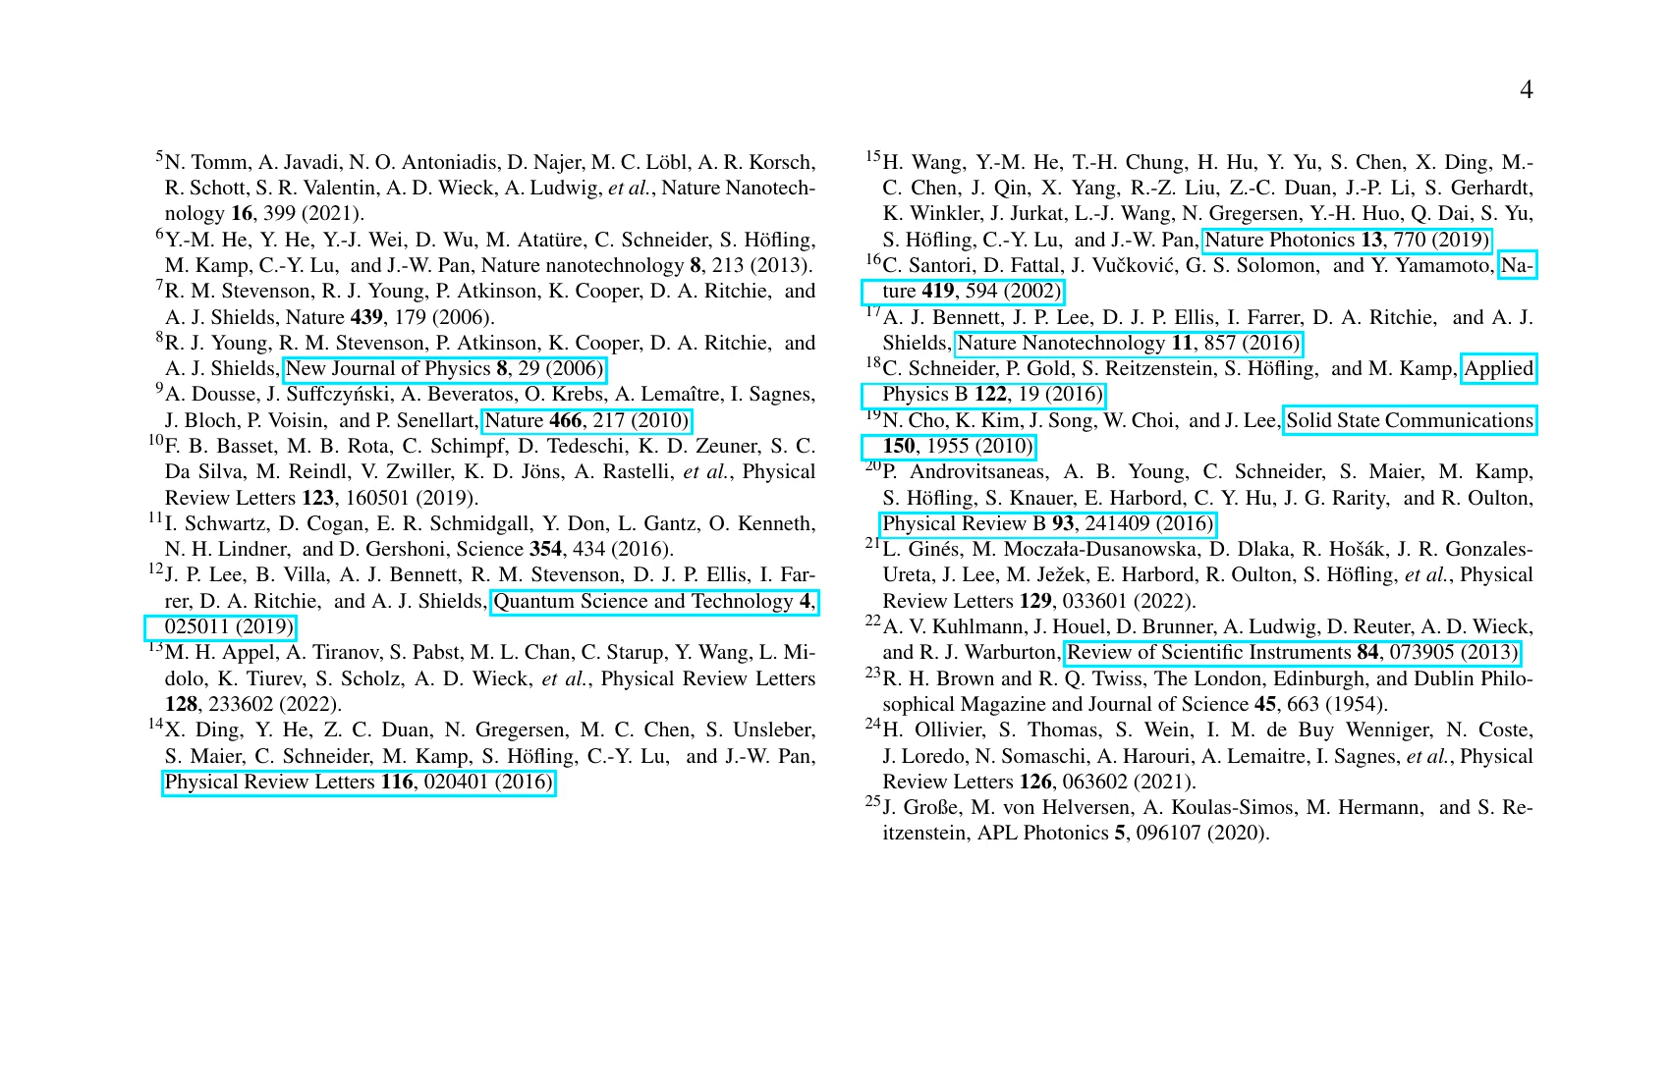 4
⁵N. Tomm, A. Javadi, N. O. Antoniadis, D. Najer, M. C. Löbl, A. R. Korsch,
R. Schott, S. R. Valentin, A. D. Wieck, A. Ludwig, et al., Nature Nanotech-
nology 16, 399 (2021).
⁶Y.-M. He, Y. He, Y.-J. Wei, D. Wu, M. Atatüre, C. Schneider, S. Höfling,
M. Kamp, C.-Y. Lu, and J.-W. Pan, Nature nanotechnology 8, 213 (2013).
⁷R. M. Stevenson, R. J. Young, P. Atkinson, K. Cooper, D. A. Ritchie, and
A. J. Shields, Nature 439, 179 (2006).
⁸R. J. Young, R. M. Stevenson, P. Atkinson, K. Cooper, D. A. Ritchie, and
A. J. Shields, New Journal of Physics 8, 29 (2006)
⁹A. Dousse, J. Suffczyński, A. Beveratos, O. Krebs, A. Lemaître, I. Sagnes,
J. Bloch, P. Voisin, and P. Senellart, Nature 466, 217 (2010)
¹⁰F. B. Basset, M. B. Rota, C. Schimpf, D. Tedeschi, K. D. Zeuner, S. C.
Da Silva, M. Reindl, V. Zwiller, K. D. Jöns, A. Rastelli, et al., Physical
Review Letters 123, 160501 (2019).
¹¹I. Schwartz, D. Cogan, E. R. Schmidgall, Y. Don, L. Gantz, O. Kenneth,
N. H. Lindner, and D. Gershoni, Science 354, 434 (2016).
¹²J. P. Lee, B. Villa, A. J. Bennett, R. M. Stevenson, D. J. P. Ellis, I. Far-
rer, D. A. Ritchie, and A. J. Shields, Quantum Science and Technology 4,
025011 (2019)
¹³M. H. Appel, A. Tiranov, S. Pabst, M. L. Chan, C. Starup, Y. Wang, L. Mi-
dolo, K. Tiurev, S. Scholz, A. D. Wieck, et al., Physical Review Letters
128, 233602 (2022).
¹⁴X. Ding, Y. He, Z. C. Duan, N. Gregersen, M. C. Chen, S. Unsleber,
S. Maier, C. Schneider, M. Kamp, S. Höfling, C.-Y. Lu, and J.-W. Pan,
Physical Review Letters 116, 020401 (2016)
¹⁵H. Wang, Y.-M. He, T.-H. Chung, H. Hu, Y. Yu, S. Chen, X. Ding, M.-
C. Chen, J. Qin, X. Yang, R.-Z. Liu, Z.-C. Duan, J.-P. Li, S. Gerhardt,
K. Winkler, J. Jurkat, L.-J. Wang, N. Gregersen, Y.-H. Huo, Q. Dai, S. Yu,
S. Höfling, C.-Y. Lu, and J.-W. Pan, Nature Photonics 13, 770 (2019)
¹⁶C. Santori, D. Fattal, J. Vučković, G. S. Solomon, and Y. Yamamoto, Na-
ture 419, 594 (2002)
¹⁷A. J. Bennett, J. P. Lee, D. J. P. Ellis, I. Farrer, D. A. Ritchie, and A. J.
Shields, Nature Nanotechnology 11, 857 (2016)
¹⁸C. Schneider, P. Gold, S. Reitzenstein, S. Höfling, and M. Kamp, Applied
Physics B 122, 19 (2016)
¹⁹N. Cho, K. Kim, J. Song, W. Choi, and J. Lee, Solid State Communications
150, 1955 (2010)
²⁰P. Androvitsaneas, A. B. Young, C. Schneider, S. Maier, M. Kamp,
S. Höfling, S. Knauer, E. Harbord, C. Y. Hu, J. G. Rarity, and R. Oulton,
Physical Review B 93, 241409 (2016)
²¹L. Ginés, M. Moczała-Dusanowska, D. Dlaka, R. Hošák, J. R. Gonzales-
Ureta, J. Lee, M. Ježek, E. Harbord, R. Oulton, S. Höfling, et al., Physical
Review Letters 129, 033601 (2022).
²²A. V. Kuhlmann, J. Houel, D. Brunner, A. Ludwig, D. Reuter, A. D. Wieck,
and R. J. Warburton, Review of Scientific Instruments 84, 073905 (2013)
²³R. H. Brown and R. Q. Twiss, The London, Edinburgh, and Dublin Philo-
sophical Magazine and Journal of Science 45, 663 (1954).
²⁴H. Ollivier, S. Thomas, S. Wein, I. M. de Buy Wenniger, N. Coste,
J. Loredo, N. Somaschi, A. Harouri, A. Lemaitre, I. Sagnes, et al., Physical
Review Letters 126, 063602 (2021).
²⁵J. Große, M. von Helversen, A. Koulas-Simos, M. Hermann, and S. Re-
itzenstein, APL Photonics 5, 096107 (2020).